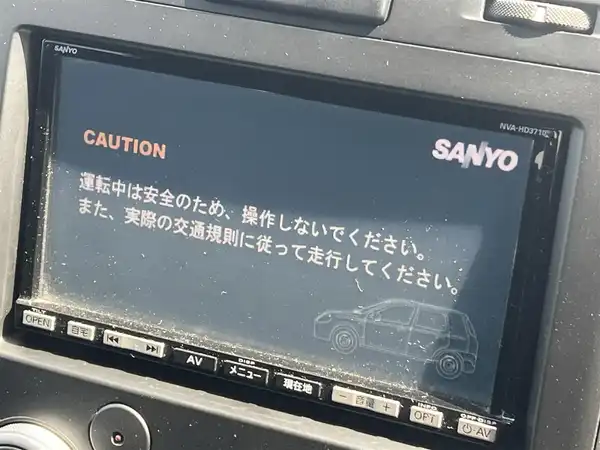 SANYO
NVA-HD3710
CAUTION
SANYO
運転中は安全のため、操作しないでください。
また、実際の交通規則に従って走行してください。
TILT
OPEN
自宅
AV
DISP
メニュー
現在地
− 音量 +
OPT
AV